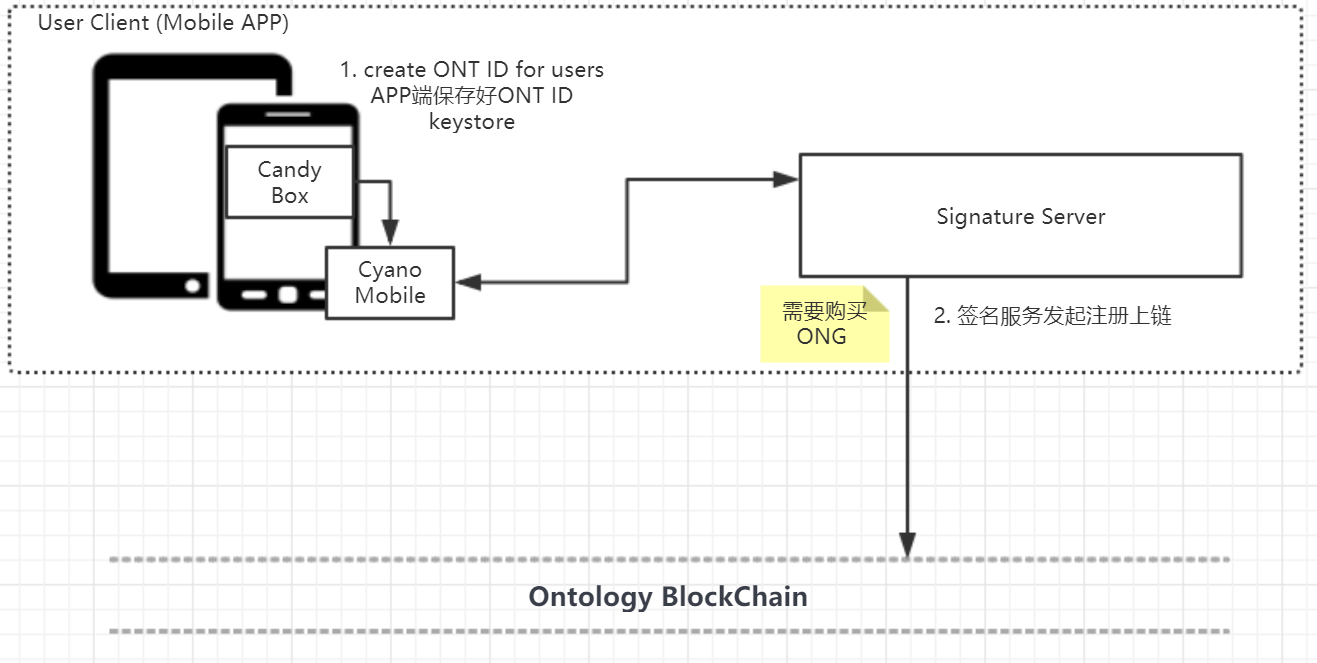 User Client (Mobile APP)
1. create ONT ID for users
APP端保存好ONT ID
keystore
Candy
Box
Cyano
Mobile
Signature Server
需要购买
ONG
2. 签名服务发起注册上链
Ontology BlockChain